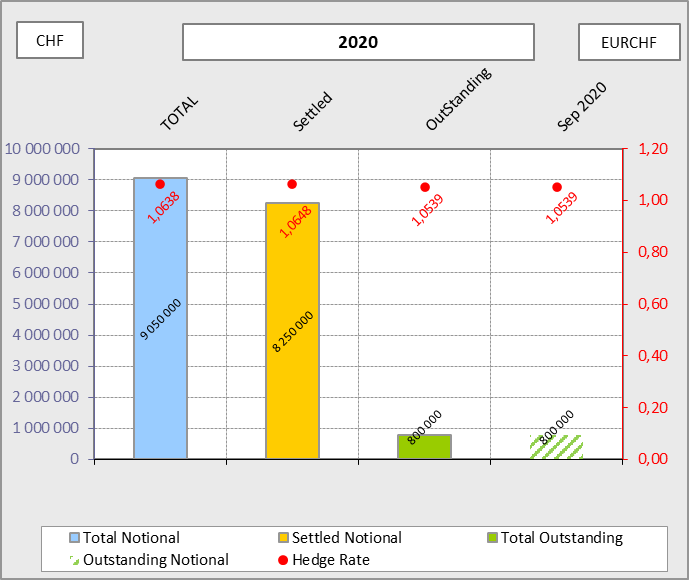 CHF
2020
EURCHF
TOTAL
Settled
OutStanding
Sep 2020
10 000 000
9 000 000
8 000 000
7 000 000
6 000 000
5 000 000
4 000 000
3 000 000
2 000 000
1 000 000
0
1,20
1,00
0,80
0,60
0,40
0,20
0,00
1,0638
1,0648
1,0539
1,0539
9 050 000
8 250 000
800 000
800 000
Total Notional
Settled Notional
Total Outstanding
Outstanding Notional
Hedge Rate